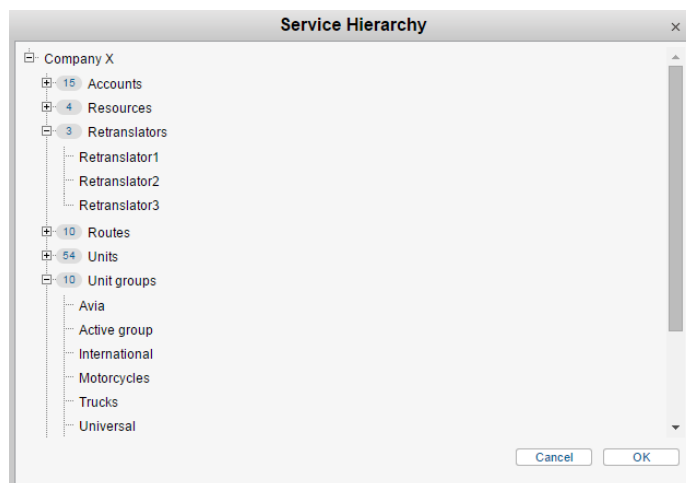 Service Hierarchy ×
Company X
15 Accounts
4 Resources
3 Retranslators
Retranslator1
Retranslator2
Retranslator3
10 Routes
54 Units
10 Unit groups
Avia
Active group
International
Motorcycles
Trucks
Universal
Cancel OK